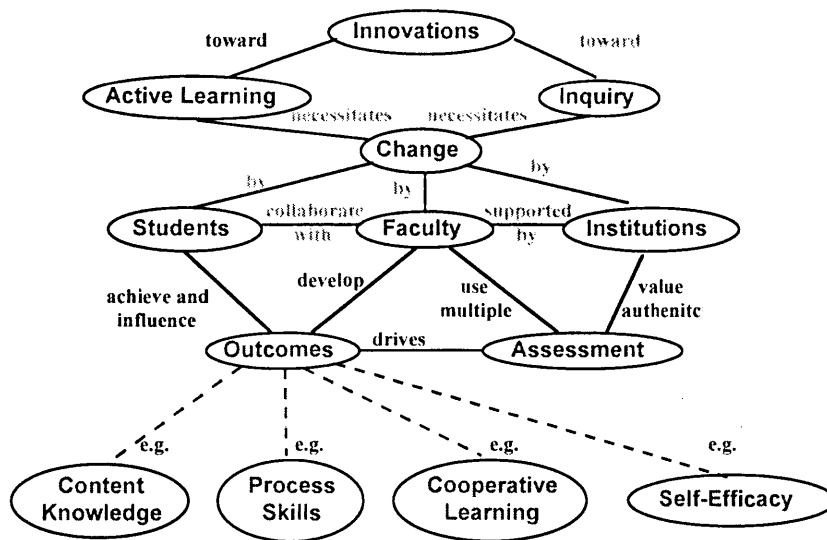 Innovations
toward
toward
Active Learning
Inquiry
necessitates
necessitates
Change
by
by
by
Students
collaborare
with
Faculty
supported
by
Institutions
achieve and
influence
develop
use
multiple
value
authenitc
Outcomes
drives
Assessment
e.g.
e.g.
e.g.
e.g.
Content
Knowledge
Process
Skills
Cooperative
Learning
Self-Efficacy